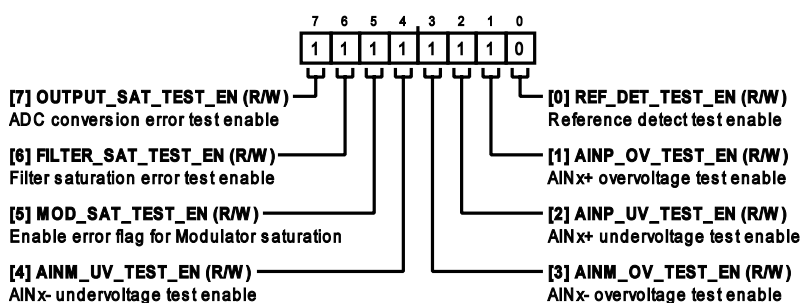 7 6 5 4 3 2 1 0
1 1 1 1 1 1 1 0
[7] OUTPUT_SAT_TEST_EN (R/W)
ADC conversion error test enable
[6] FILTER_SAT_TEST_EN (R/W)
Filter saturation error test enable
[5] MOD_SAT_TEST_EN (R/W)
Enable error flag for Modulator saturation
[4] AINM_UV_TEST_EN (R/W)
AINx- undervoltage test enable
[0] REF_DET_TEST_EN (R/W)
Reference detect test enable
[1] AINP_OV_TEST_EN (R/W)
AINx+ overvoltage test enable
[2] AINP_UV_TEST_EN (R/W)
AINx+ undervoltage test enable
[3] AINM_OV_TEST_EN (R/W)
AINx- overvoltage test enable